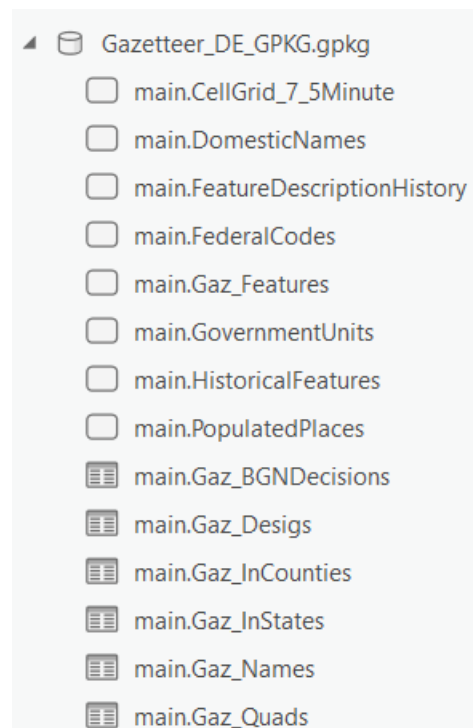 Gazetteer_DE_GPKG.gpkg
main.CellGrid_7_5Minute
main.DomesticNames
main.FeatureDescriptionHistory
main.FederalCodes
main.Gaz_Features
main.GovernmentUnits
main.HistoricalFeatures
main.PopulatedPlaces
main.Gaz_BGNDecisions
main.Gaz_Desigs
main.Gaz_InCounties
main.Gaz_InStates
main.Gaz_Names
main.Gaz_Quads